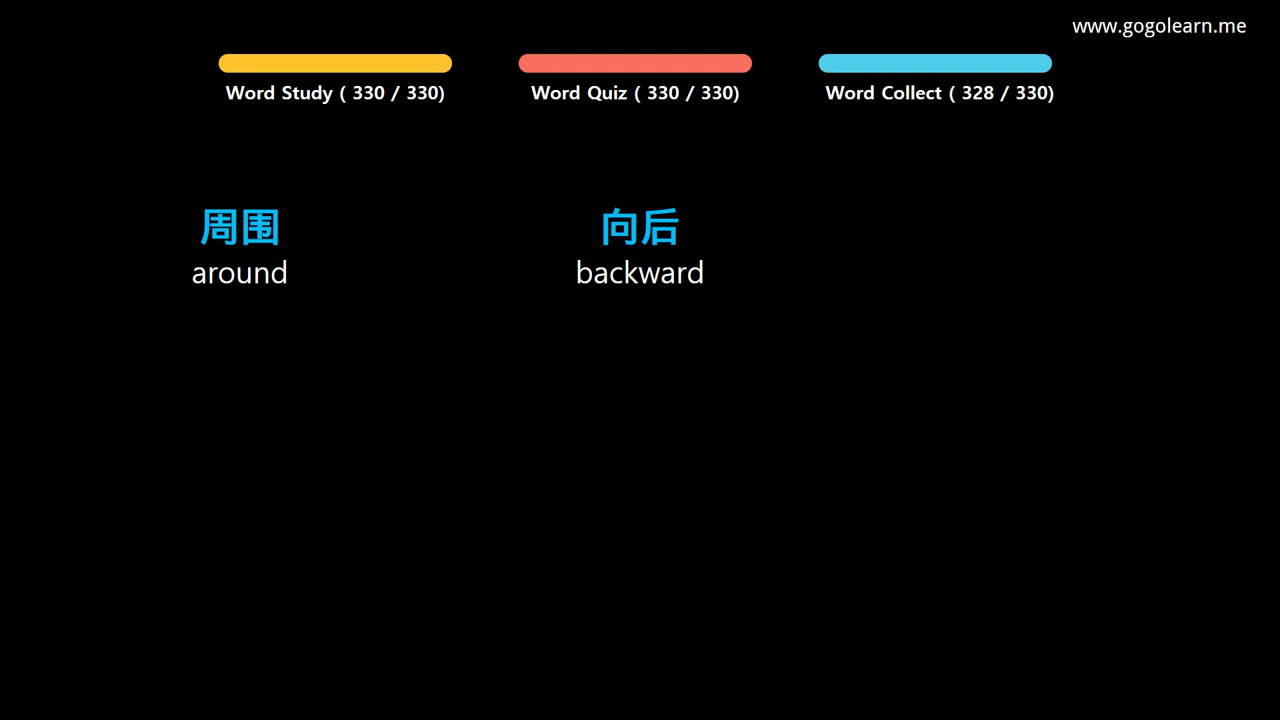 www.gogolearn.me
Word Study ( 330 / 330)
Word Quiz ( 330 / 330)
Word Collect ( 328 / 330)
周围
around
向后
backward